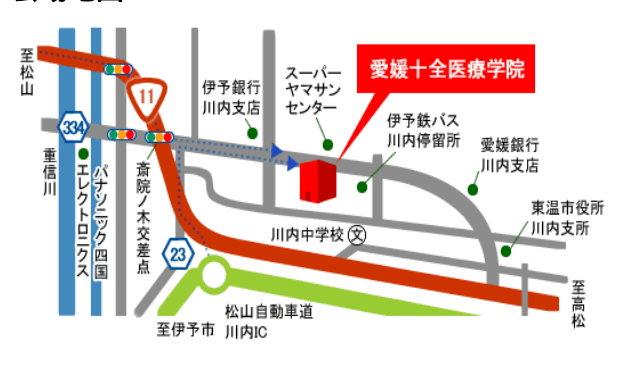 至松山
11
334
重信川
パナソニック四国
エレクトロニクス
斎院ノ木交差点
23
伊予銀行
川内支店
スーパー
ヤマサン
センター
愛媛十全医療学院
伊予鉄バス
川内停留所
愛媛銀行
川内支店
東温市役所
川内支所
川内中学校 文
至伊予市
松山自動車道
川内IC
至高松